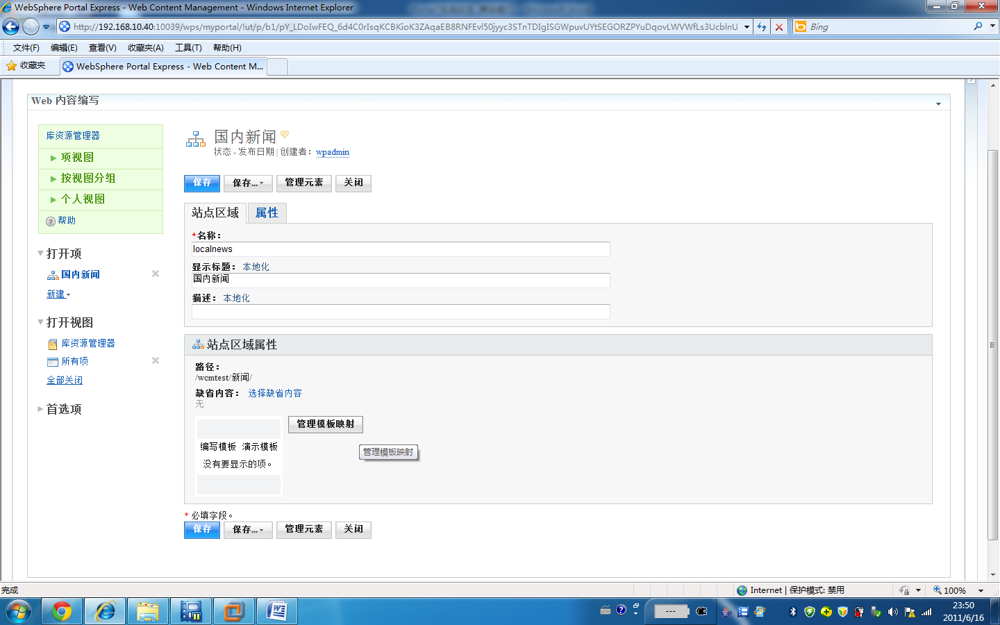 WebSphere Portal Express - Web Content Management - Windows Internet Explorer
http://192.168.10.40:10039/wps/myportal/!ut/p/b1/pY_LDoIwFEQ_6d4C0rIsqKCBKioK3ZAqaEB8RNFEvl50jyyc3STnTDIgISGWpuvUYtSEGORZPYuDqovLWVWfLs3UcblnU
Bing
文件(F) 编辑(E) 查看(V) 收藏夹(A) 工具(T) 帮助(H)
收藏夹
WebSphere Portal Express - Web Content M...
Web 内容编写
库资源管理器
项视图
按视图分组
个人视图
帮助
打开项
国内新闻
新建
打开视图
库资源管理器
所有项
全部关闭
首选项
国内新闻
状态 - 发布日期 | 创建者： wpadmin
保存 保存... 管理元素 关闭
站点区域 属性
*名称：
localnews
显示标题： 本地化
国内新闻
描述： 本地化
站点区域属性
路径：
/wcmtest/新闻/
缺省内容： 选择缺省内容
无
管理模板映射
编写模板 演示模板
没有要显示的项。
管理模板映射
* 必填字段。
保存 保存... 管理元素 关闭
完成
Internet | 保护模式: 禁用
100%
---
23:50
2011/6/16